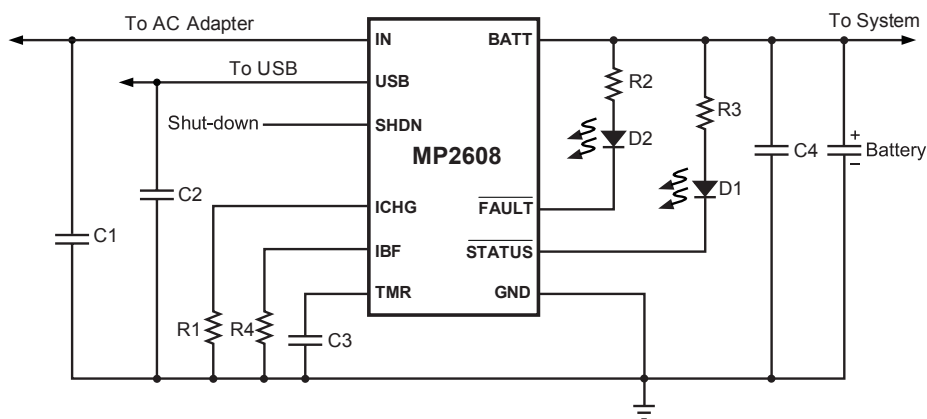 To AC Adapter
To System
IN
BATT
To USB
USB
R2
R3
Shut-down
SHDN
MP2608
D2
C4
+
Battery
–
C2
ICHG
FAULT
D1
C1
IBF
STATUS
TMR
GND
R1
R4
C3